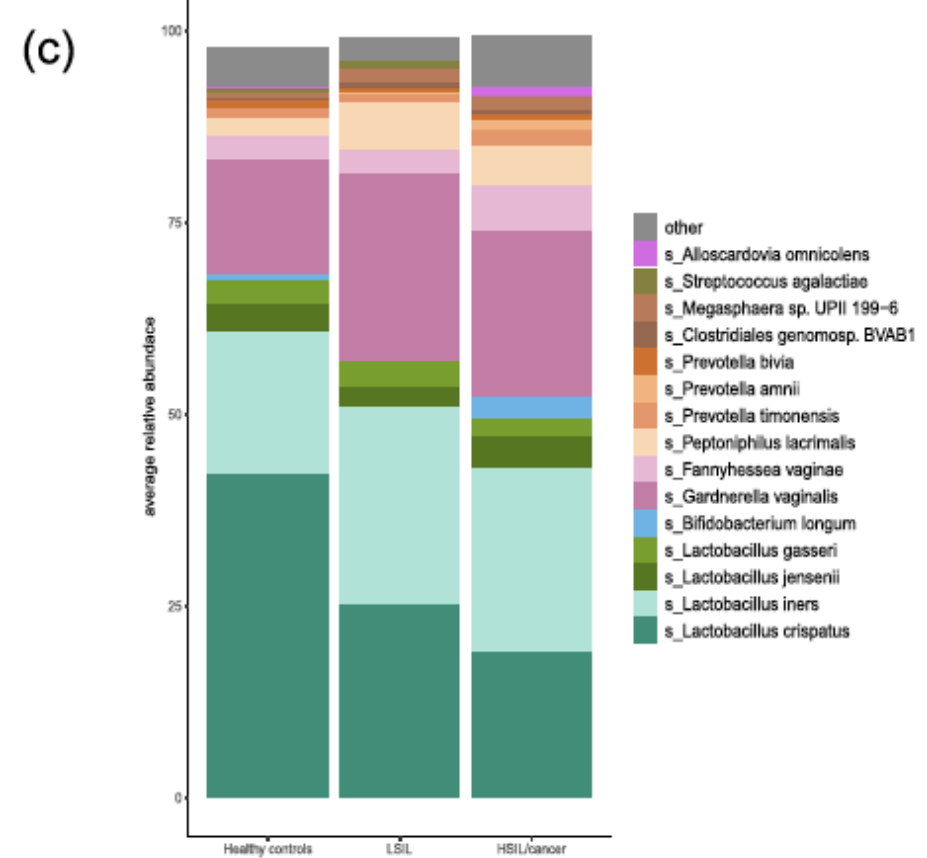 (c)
100
75
50
25
0
average relative abundace
Healthy controls
LSIL
HSIL/cancer
other
s_Alloscardovia omnicolens
s_Streptococcus agalactiae
s_Megasphaera sp. UPII 199-6
s_Clostridiales genomosp. BVAB1
s_Prevotella bivia
s_Prevotella amnii
s_Prevotella timonensis
s_Peptoniphilus lacrimalis
s_Fannyhessea vaginae
s_Gardnerella vaginalis
s_Bifidobacterium longum
s_Lactobacillus gasseri
s_Lactobacillus jensenii
s_Lactobacillus iners
s_Lactobacillus crispatus